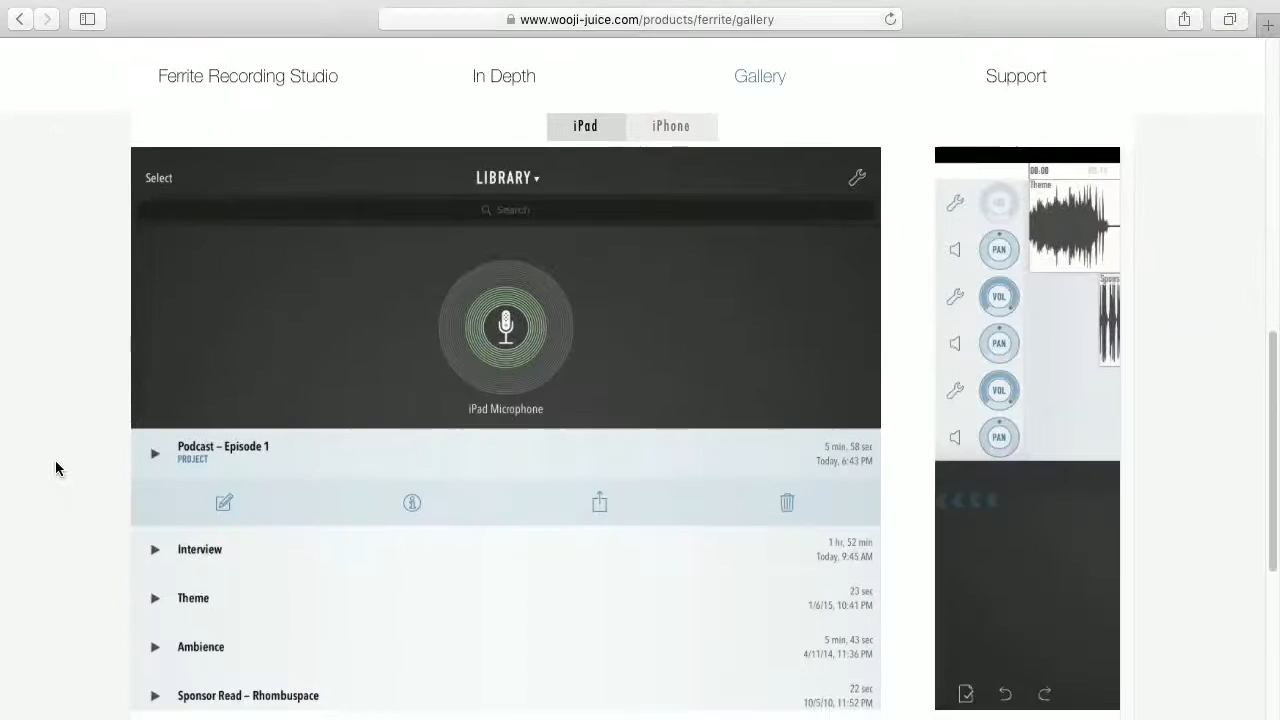 www.wooji-juice.com/products/ferrite/gallery
Ferrite Recording Studio
In Depth
Gallery
Support
iPad
iPhone
Select
LIBRARY
Search
iPad Microphone
Podcast – Episode 1
PROJECT
5 min, 58 sec
Today, 6:43 PM
Interview
1 hr, 52 min
Today, 9:45 AM
Theme
23 sec
1/6/15, 10:41 PM
Ambience
5 min, 43 sec
4/11/14, 11:36 PM
Sponsor Read – Rhombuspace
22 sec
10/5/10, 11:52 PM
00:00
Theme
PAN
VOL
PAN
VOL
PAN